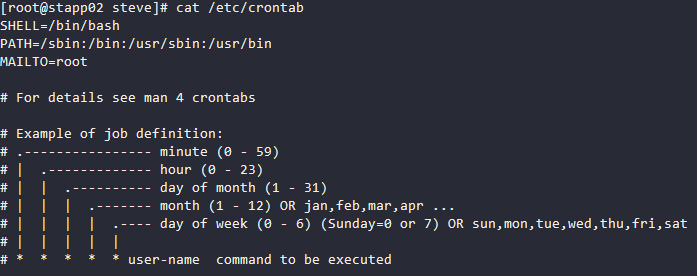 [root@stapp02 steve]# cat /etc/crontab
SHELL=/bin/bash
PATH=/sbin:/bin:/usr/sbin:/usr/bin
MAILTO=root

# For details see man 4 crontabs

# Example of job definition:
# .---------------- minute (0 - 59)
# |  .------------- hour (0 - 23)
# |  |  .---------- day of month (1 - 31)
# |  |  |  .------- month (1 - 12) OR jan,feb,mar,apr ...
# |  |  |  |  .---- day of week (0 - 6) (Sunday=0 or 7) OR sun,mon,tue,wed,thu,fri,sat
# |  |  |  |  |
# *  *  *  *  * user-name  command to be executed